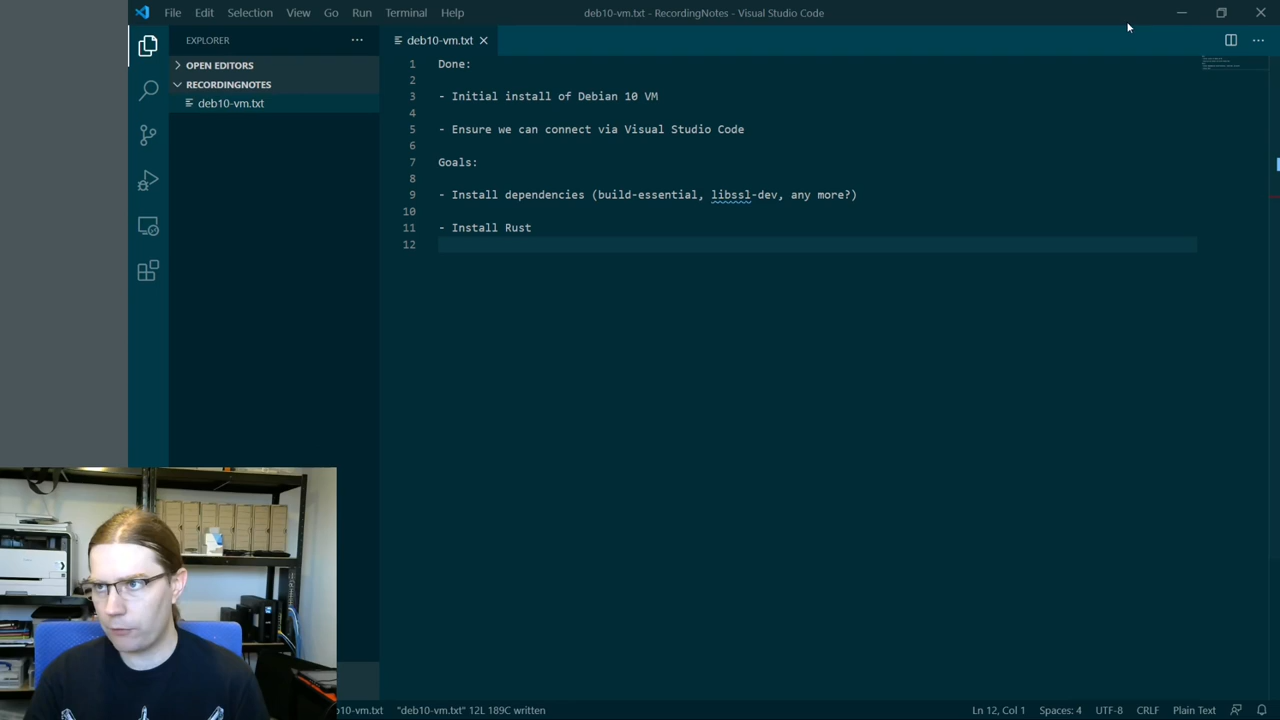 File Edit Selection View Go Run Terminal Help
deb10-vm.txt - RecordingNotes - Visual Studio Code
EXPLORER
OPEN EDITORS
RECORDINGNOTES
deb10-vm.txt
deb10-vm.txt
1 Done:
2
3 - Initial install of Debian 10 VM
4
5 - Ensure we can connect via Visual Studio Code
6
7 Goals:
8
9 - Install dependencies (build-essential, libssl-dev, any more?)
10
11 - Install Rust
12
b10-vm.txt "deb10-vm.txt" 12L 189C written
Ln 12, Col 1 Spaces: 4 UTF-8 CRLF Plain Text